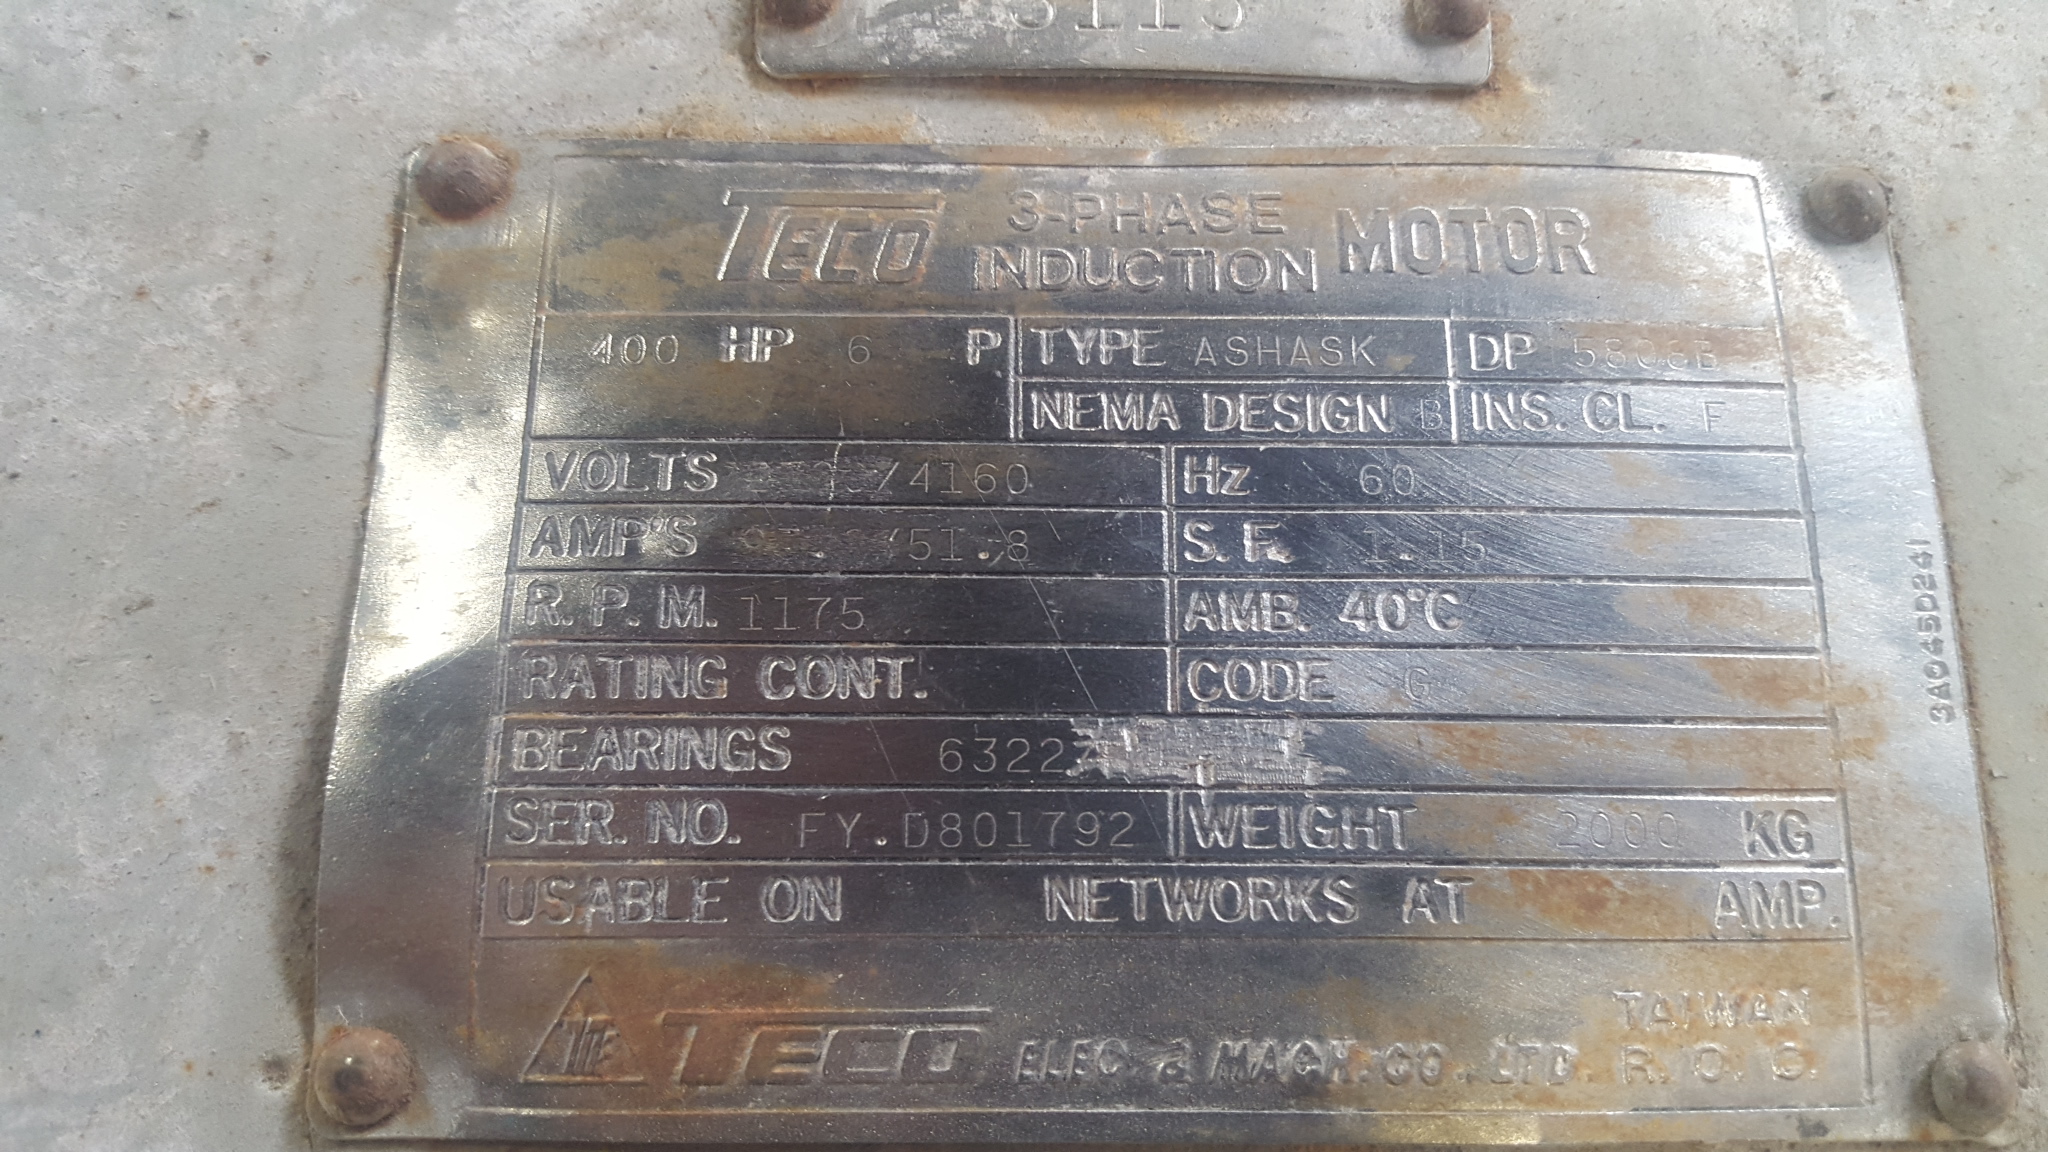 TECO 3-PHASE INDUCTION MOTOR
400 HP 6 P TYPE ASHASK DP 5808B
NEMA DESIGN B INS. CL. F
VOLTS /4160 Hz 60
AMP'S /51.8 S.F. 1.15
R.P.M. 1175 AMB. 40°C
RATING CONT. CODE G
BEARINGS
SER. NO. FY.D801792 WEIGHT 2000 KG
USABLE ON NETWORKS AT AMP.
TECO ELEC. & MACH. CO., LTD. TAIWAN R. O. C.
3A045D241